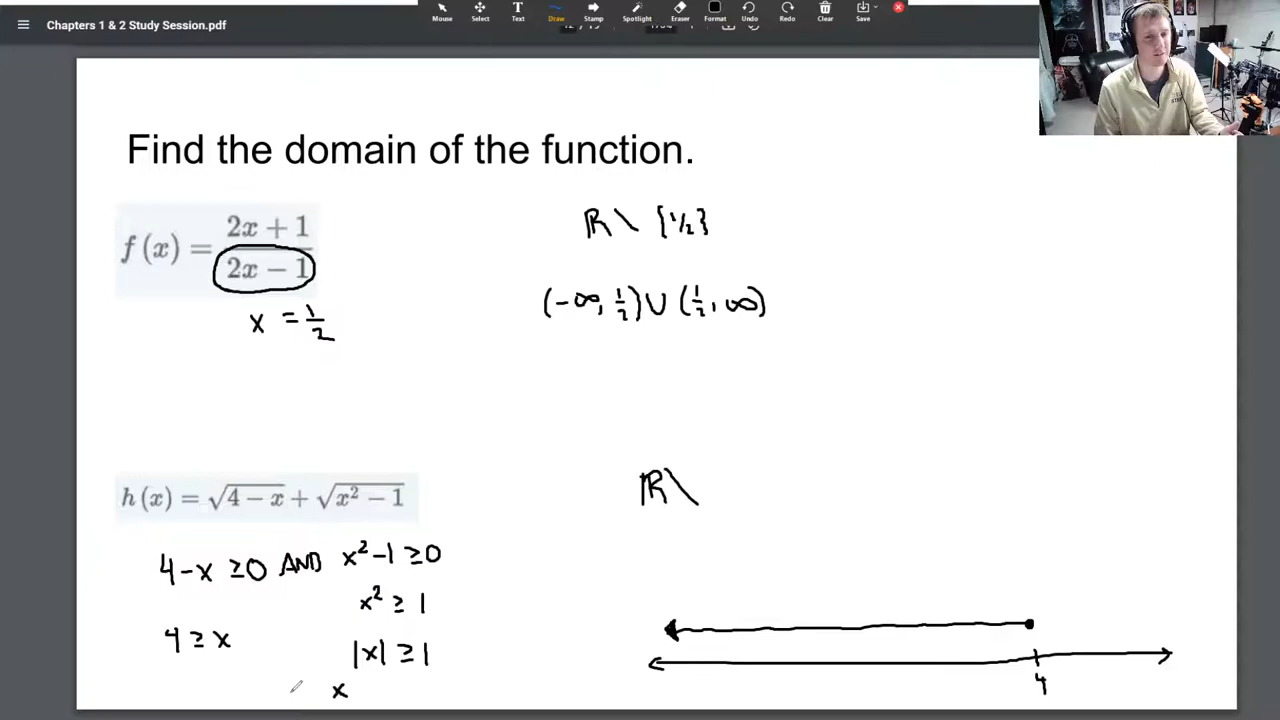 Chapters 1 & 2 Study Session.pdf
Mouse Select Text Draw Stamp Spotlight Eraser Format Undo Redo Clear Save
Find the domain of the function.
f(x) = (2x + 1)/(2x − 1)
x = 1/2
ℝ \ {1/2}
(-∞, 1/2) ∪ (1/2, ∞)
h(x) = √(4 − x) + √(x² − 1)
ℝ \
4-x ≥0 AND x²-1 ≥0
x² ≥ 1
4 ≥ x
|x| ≥ 1
x
4